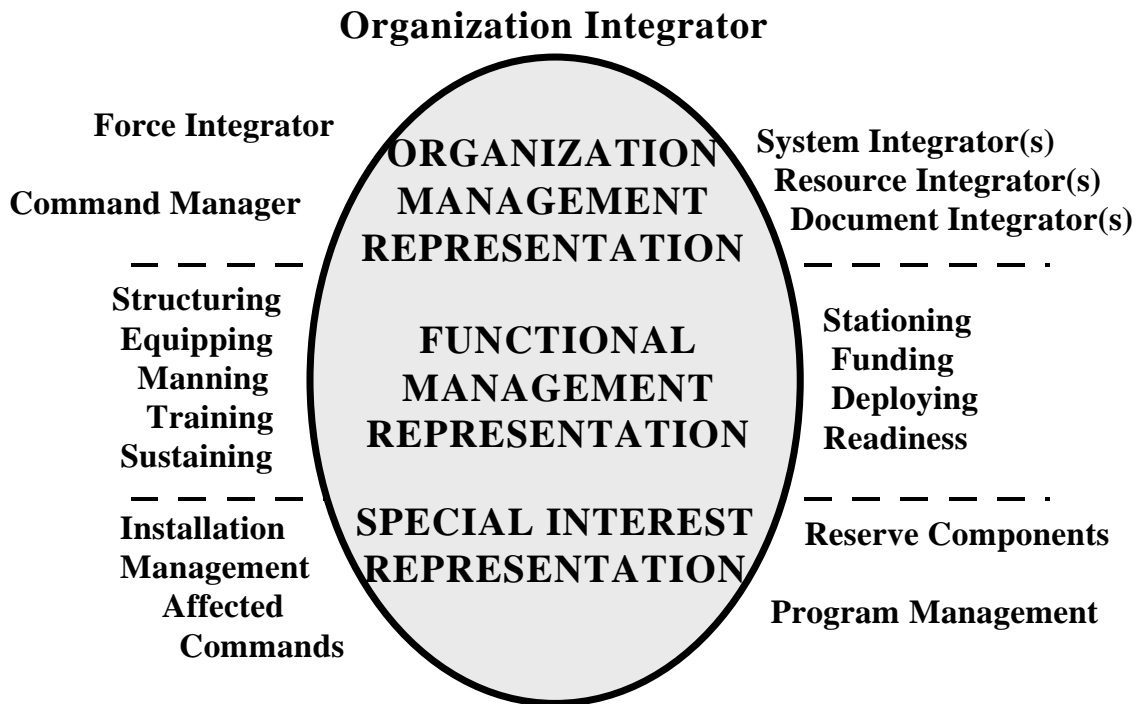 Organization Integrator
Force Integrator
Command Manager
ORGANIZATION
MANAGEMENT
REPRESENTATION
System Integrator(s)
Resource Integrator(s)
Document Integrator(s)
Structuring
Equipping
Manning
Training
Sustaining
FUNCTIONAL
MANAGEMENT
REPRESENTATION
Stationing
Funding
Deploying
Readiness
Installation
Management
Affected
Commands
SPECIAL INTEREST
REPRESENTATION
Reserve Components
Program Management